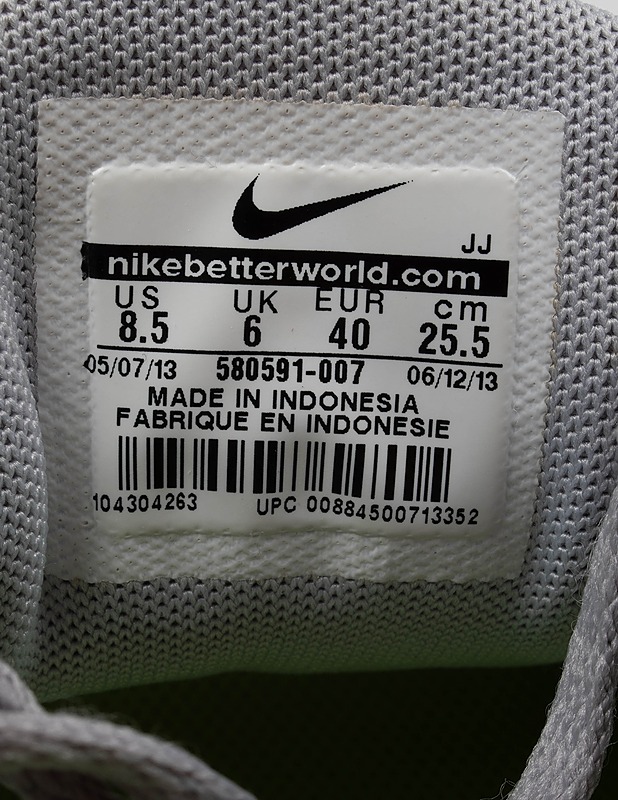 JJ
nikebetterworld.com
US UK EUR cm
8.5 6 40 25.5
05/07/13 580591-007 06/12/13
MADE IN INDONESIA
FABRIQUE EN INDONESIE
104304263 UPC 00884500713352